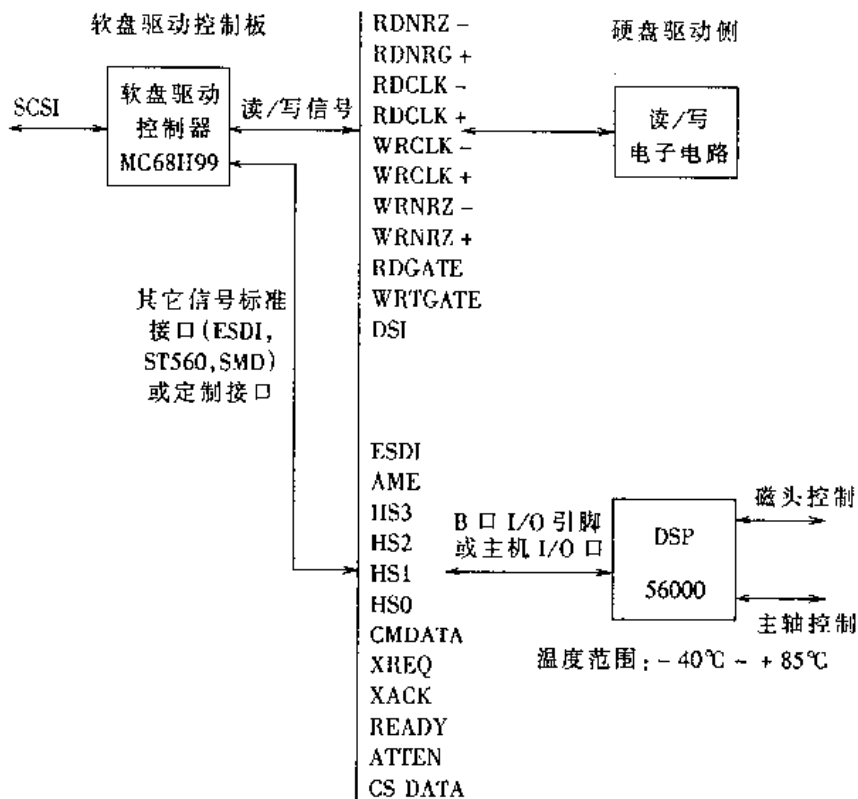 软盘驱动控制板
硬盘驱动侧
SCSI
软盘驱动
控制器
MC68H99
读/写信号
RDNRZ -
RDNRG +
RDCLK -
RDCLK +
WRCLK -
WRCLK +
WRNRZ -
WRNRZ +
RDGATE
WRTGATE
DSI
读/写
电子电路
其它信号标准
接口(ESDI,
ST560,SMD)
或定制接口
ESDI
AME
HS3
HS2
HS1
HS0
CMDATA
XREQ
XACK
READY
ATTEN
CS DATA
B 口 I/O 引脚
或主机 I/O 口
DSP
56000
磁头控制
主轴控制
温度范围:- 40℃ ~ + 85℃